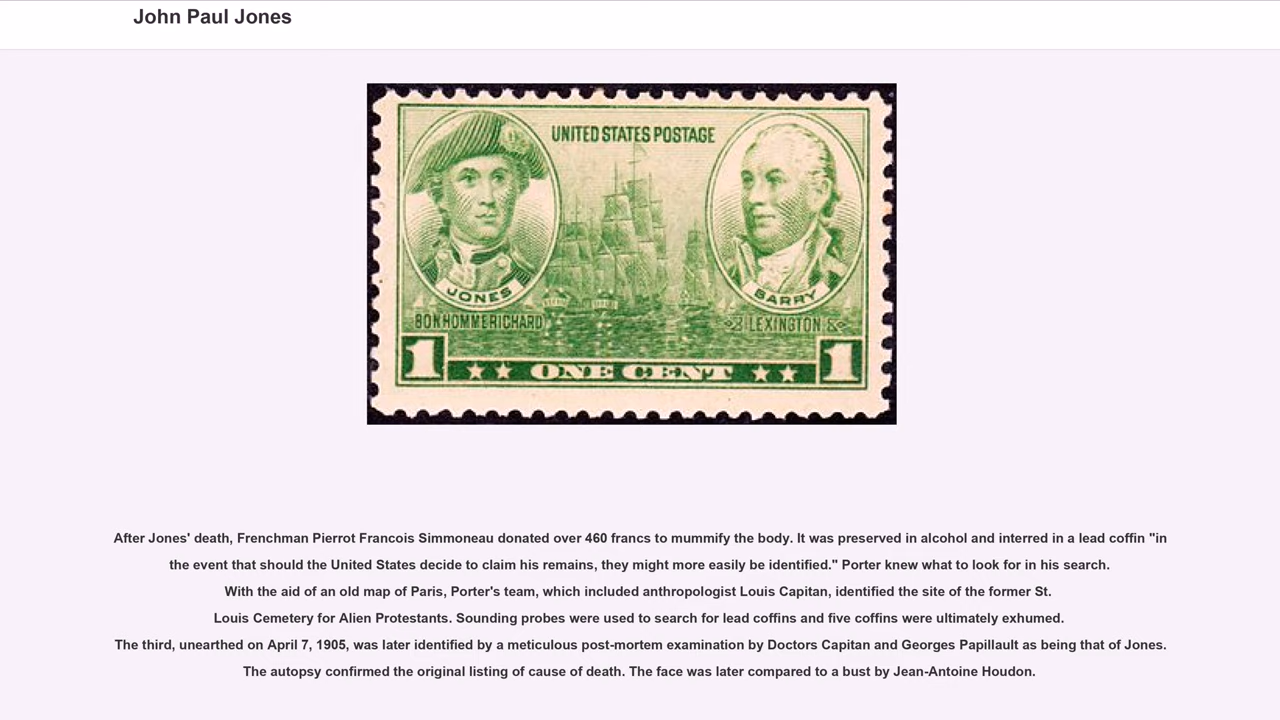 John Paul Jones
UNITED STATES POSTAGE
JONES
BARRY
BONHOMME RICHARD
LEXINGTON
1
ONE CENT
1
After Jones' death, Frenchman Pierrot Francois Simmoneau donated over 460 francs to mummify the body. It was preserved in alcohol and interred in a lead coffin "in
the event that should the United States decide to claim his remains, they might more easily be identified." Porter knew what to look for in his search.
With the aid of an old map of Paris, Porter's team, which included anthropologist Louis Capitan, identified the site of the former St.
Louis Cemetery for Alien Protestants. Sounding probes were used to search for lead coffins and five coffins were ultimately exhumed.
The third, unearthed on April 7, 1905, was later identified by a meticulous post-mortem examination by Doctors Capitan and Georges Papillault as being that of Jones.
The autopsy confirmed the original listing of cause of death. The face was later compared to a bust by Jean-Antoine Houdon.